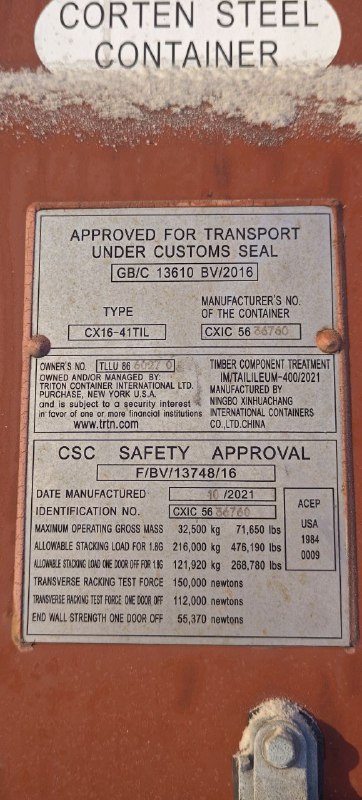 CORTEN STEEL
CONTAINER
APPROVED FOR TRANSPORT
UNDER CUSTOMS SEAL
GB/C 13610 BV/2016
TYPE
CX16-41TIL
MANUFACTURER'S NO.
OF THE CONTAINER
CXIC 56
OWNER'S NO. TLLU 86
OWNED AND/OR MANAGED BY
TRITON CONTAINER INTERNATIONAL LTD.
PURCHASE, NEW YORK U.S.A.
and is subject to a security interest
in favor of one or more financial institutions
www.trtn.com
TIMBER COMPONENT TREATMENT
IM/TAILILEUM-400/2021
MANUFACTURED BY
NINGBO XINHUACHANG
INTERNATIONAL CONTAINERS
CO.,LTD.CHINA
CSC SAFETY APPROVAL
F/BV/13748/16
DATE MANUFACTURED 10 /2021
IDENTIFICATION NO. CXIC 56
MAXIMUM OPERATING GROSS MASS 32,500 kg 71,650 lbs
ALLOWABLE STACKING LOAD FOR 1.8G 216,000 kg 476,190 lbs
ALLOWABLE STACKING LOAD ONE DOOR OFF FOR 1.8G 121,920 kg 268,780 lbs
TRANSVERSE RACKING TEST FORCE 150,000 newtons
TRANSVERSE RACKING TEST FORCE ONE DOOR OFF 112,000 newtons
END WALL STRENGTH ONE DOOR OFF 55,370 newtons
ACEP
USA
1984
0009